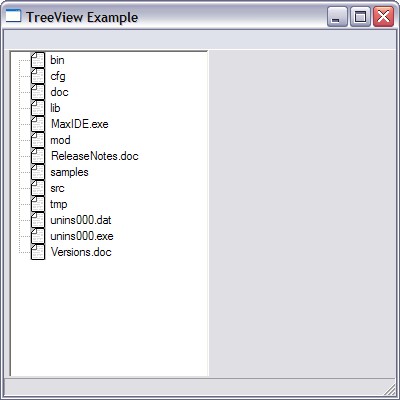 TreeView Example
bin
cfg
doc
lib
MaxIDE.exe
mod
ReleaseNotes.doc
samples
src
tmp
unins000.dat
unins000.exe
Versions.doc